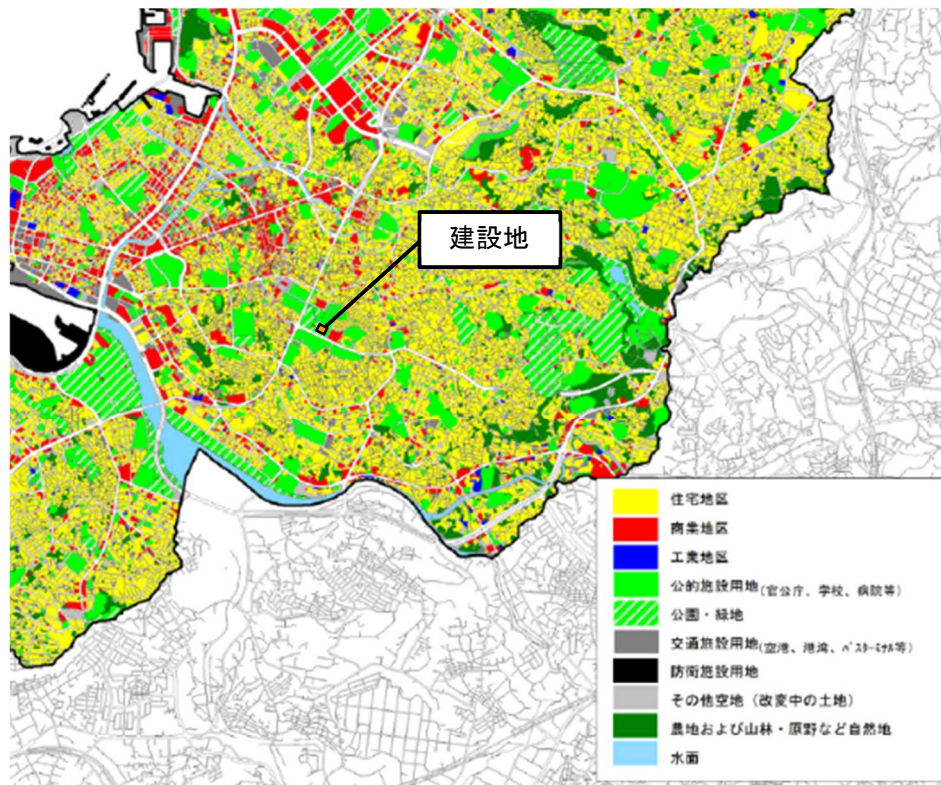 建設地
住宅地区
商業地区
工業地区
公的施設用地(官公庁、学校、病院等)
公園・緑地
交通施設用地(空港、港湾、バスターミナル等)
防衛施設用地
その他空地（改変中の土地）
農地および山林・原野など自然地
水面